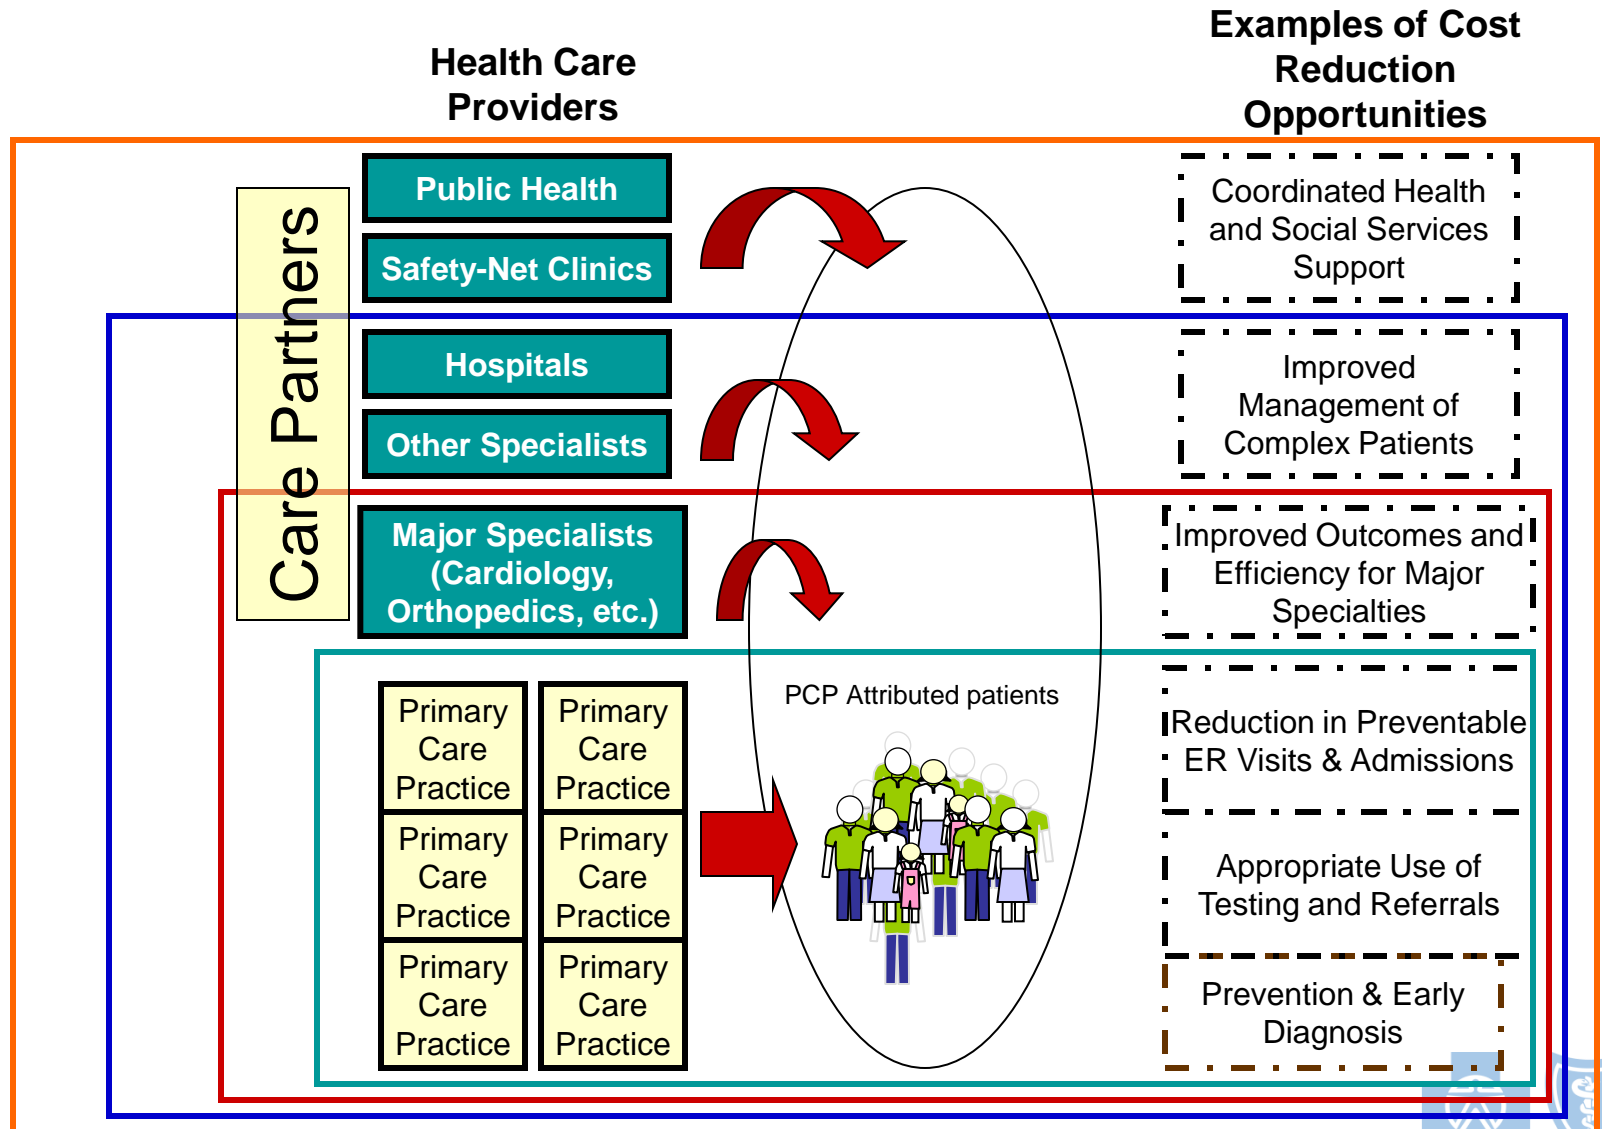 Health Care
Providers
Examples of Cost
Reduction
Opportunities
Care Partners
Public Health
Safety-Net Clinics
Coordinated Health
and Social Services
Support
Hospitals
Other Specialists
Improved
Management of
Complex Patients
Major Specialists
(Cardiology,
Orthopedics, etc.)
Improved Outcomes and
Efficiency for Major
Specialties
Primary
Care
Practice
Primary
Care
Practice
PCP Attributed patients
Reduction in Preventable
ER Visits & Admissions
Primary
Care
Practice
Primary
Care
Practice
Appropriate Use of
Testing and Referrals
Primary
Care
Practice
Primary
Care
Practice
Prevention & Early
Diagnosis